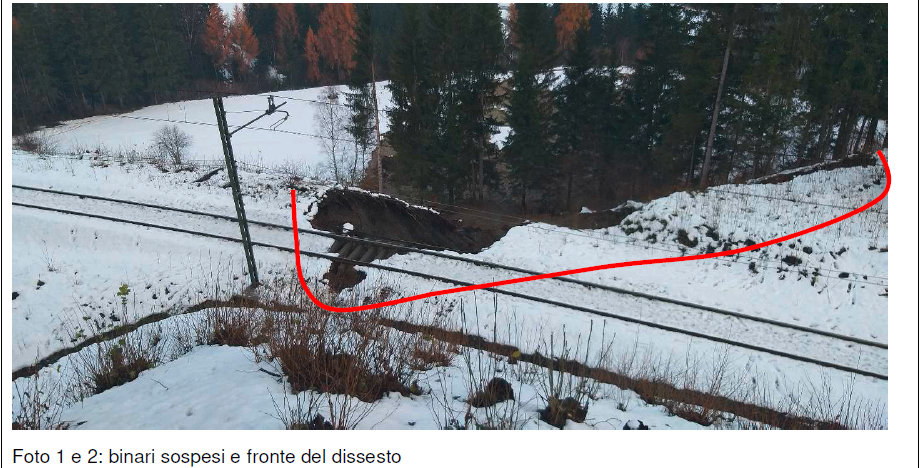 Foto 1 e 2: binari sospesi e fronte del dissesto